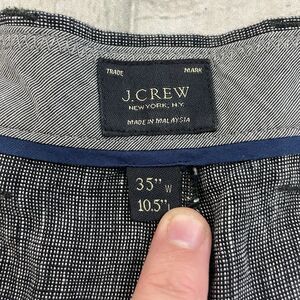 TRADE MARK
J.CREW
NEW YORK, N.Y.
MADE IN MALAYSIA
35" W
10.5" L